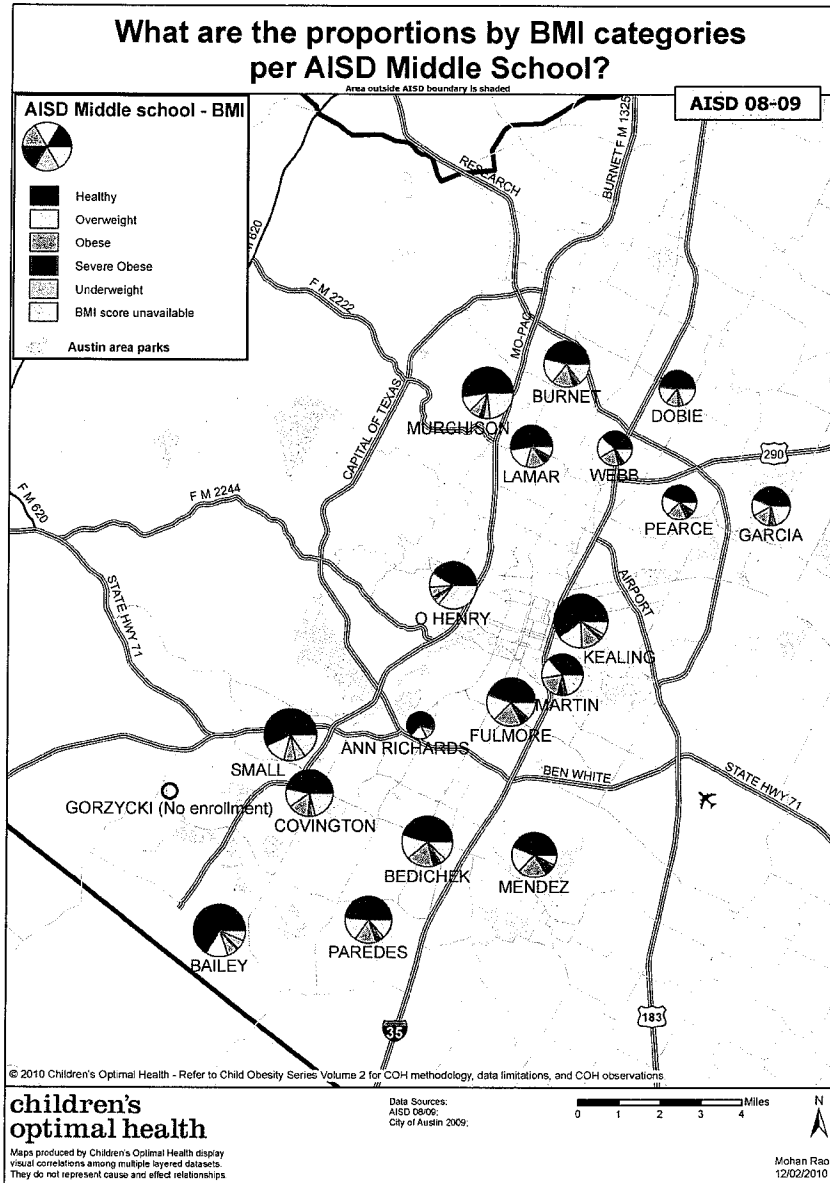 What are the proportions by BMI categories
per AISD Middle School?
Area outside AISD boundary is shaded
AISD 08-09
AISD Middle school - BMI
Healthy
Overweight
Obese
Severe Obese
Underweight
BMI score unavailable
Austin area parks
RESEARCH
BURNET F M 1325
F M 2222
MO-PAC
CAPITAL OF TEXAS
BURNET
DOBIE
MURCHISON
LAMAR
WEBB
290
PEARCE
GARCIA
F M 2244
F M 620
STATE HWY 71
AIRPORT
O HENRY
KEALING
MARTIN
FULMORE
ANN RICHARDS
SMALL
BEN WHITE
STATE HWY 71
GORZYCKI (No enrollment)
COVINGTON
BEDICHEK
MENDEZ
PAREDES
BAILEY
183
35
© 2010 Children's Optimal Health - Refer to Child Obesity Series Volume 2 for COH methodology, data limitations, and COH observations
children's
optimal health
Maps produced by Children's Optimal Health display
visual correlations among multiple layered datasets.
They do not represent cause and effect relationships.
Data Sources:
AISD 08/09;
City of Austin 2009;
Miles
0 1 2 3 4
N
Mohan Rao
12/02/2010